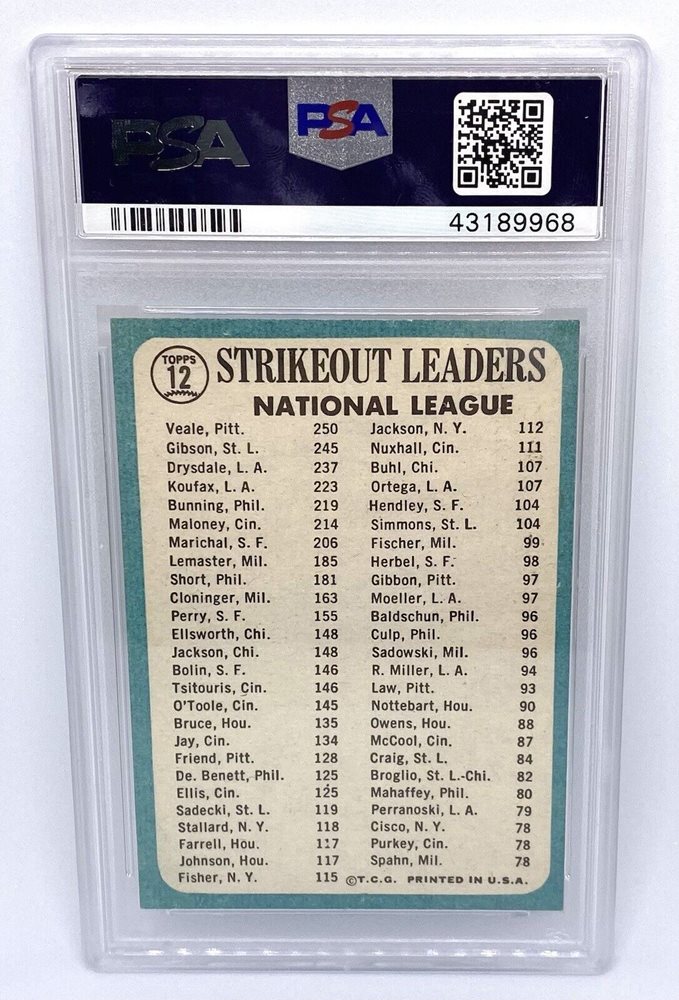 PSA
PSA
43189968
TOPPS
12
STRIKEOUT LEADERS
NATIONAL LEAGUE
Veale, Pitt. 250
Gibson, St. L. 245
Drysdale, L. A. 237
Koufax, L. A. 223
Bunning, Phil. 219
Maloney, Cin. 214
Marichal, S. F. 206
Lemaster, Mil. 185
Short, Phil. 181
Cloninger, Mil. 163
Perry, S. F. 155
Ellsworth, Chi. 148
Jackson, Chi. 148
Bolin, S. F. 146
Tsitouris, Cin. 146
O'Toole, Cin. 145
Bruce, Hou. 135
Jay, Cin. 134
Friend, Pitt. 128
De. Benett, Phil. 125
Ellis, Cin. 125
Sadecki, St. L. 119
Stallard, N. Y. 118
Farrell, Hou. 117
Johnson, Hou. 117
Fisher, N. Y. 115
Jackson, N. Y. 112
Nuxhall, Cin. 111
Buhl, Chi. 107
Ortega, L. A. 107
Hendley, S. F. 104
Simmons, St. L. 104
Fischer, Mil. 99
Herbel, S. F. 98
Gibbon, Pitt. 97
Moeller, L. A. 97
Baldschun, Phil. 96
Culp, Phil. 96
Sadowski, Mil. 96
R. Miller, L. A. 94
Law, Pitt. 93
Nottebart, Hou. 90
Owens, Hou. 88
McCool, Cin. 87
Craig, St. L. 84
Broglio, St. L.-Chi. 82
Mahaffey, Phil. 80
Perranoski, L. A. 79
Cisco, N. Y. 78
Purkey, Cin. 78
Spahn, Mil. 78
©T.C.G. PRINTED IN U.S.A.